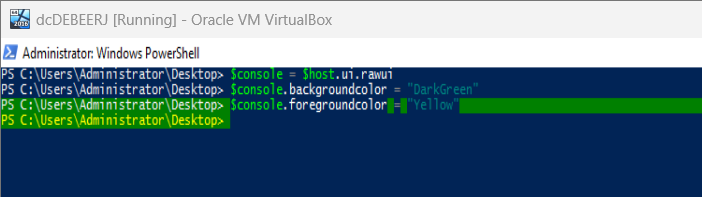 dcDEBEERJ [Running] - Oracle VM VirtualBox
Administrator: Windows PowerShell
PS C:\Users\Administrator\Desktop> $console = $host.ui.rawui
PS C:\Users\Administrator\Desktop> $console.backgroundcolor = "DarkGreen"
PS C:\Users\Administrator\Desktop> $console.foregroundcolor = "Yellow"
PS C:\Users\Administrator\Desktop>